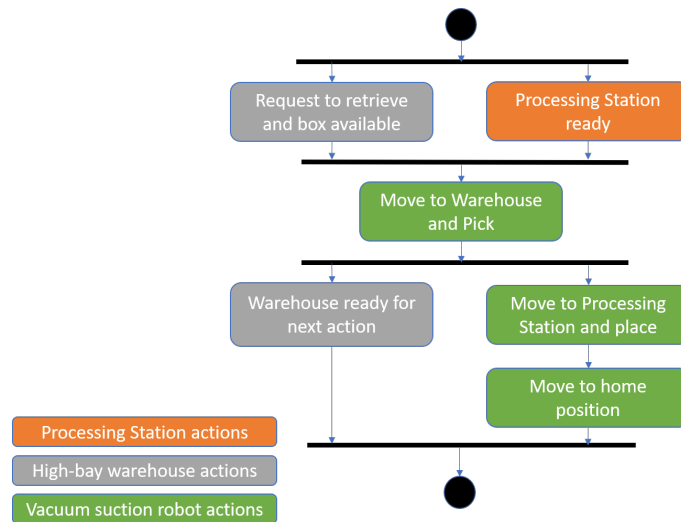 Request to retrieve
and box available
Processing Station
ready
Move to Warehouse
and Pick
Warehouse ready for
next action
Move to Processing
Station and place
Move to home
position
Processing Station actions
High-bay warehouse actions
Vacuum suction robot actions